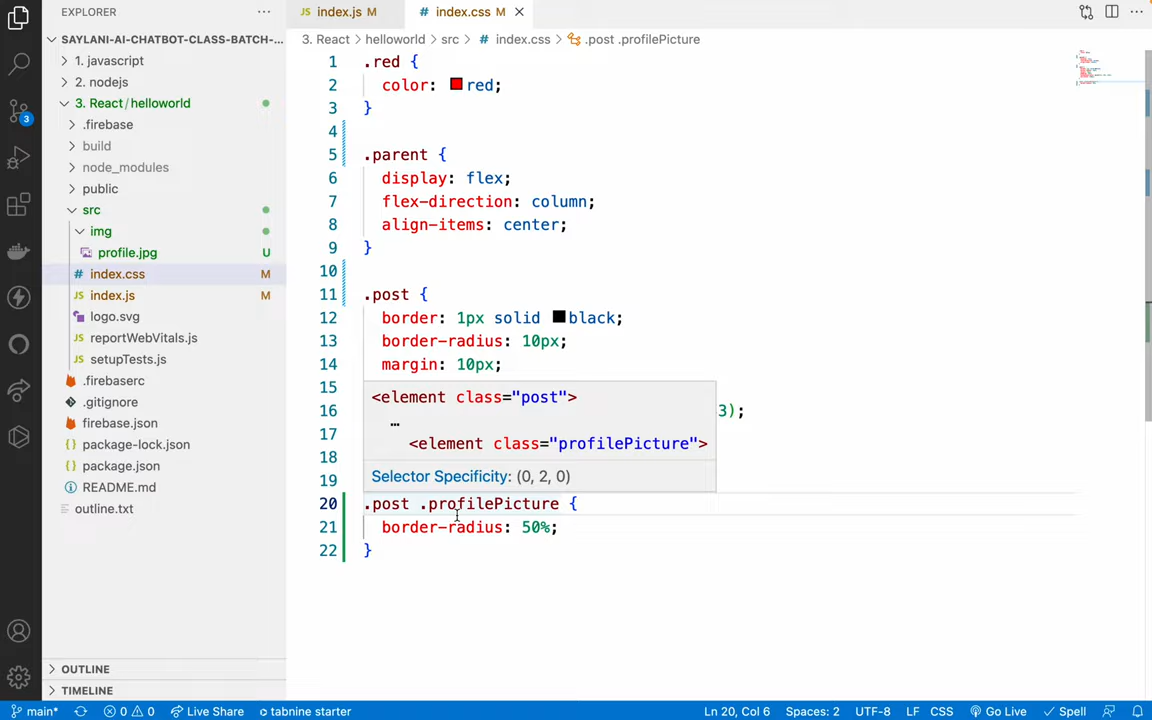 EXPLORER
SAYLANI-AI-CHATBOT-CLASS-BATCH-...
1. javascript
2. nodejs
3. React / helloworld
.firebase
build
node_modules
public
src
img
profile.jpg U
# index.css M
JS index.js M
logo.svg
JS reportWebVitals.js
JS setupTests.js
.firebaserc
.gitignore
firebase.json
{} package-lock.json
{} package.json
README.md
outline.txt
OUTLINE
TIMELINE
3
JS index.js M
# index.css M
3. React > helloworld > src > # index.css > .post .profilePicture
1 .red {
2 color: red;
3 }
4
5 .parent {
6 display: flex;
7 flex-direction: column;
8 align-items: center;
9 }
10
11 .post {
12 border: 1px solid black;
13 border-radius: 10px;
14 margin: 10px;
15
16 3);
17
18
19
<element class="post">
…
<element class="profilePicture">
Selector Specificity: (0, 2, 0)
20 .post .profilePicture {
21 border-radius: 50%;
22 }
main* 0 0 Live Share tabnine starter Ln 20, Col 6 Spaces: 2 UTF-8 LF CSS Go Live Spell